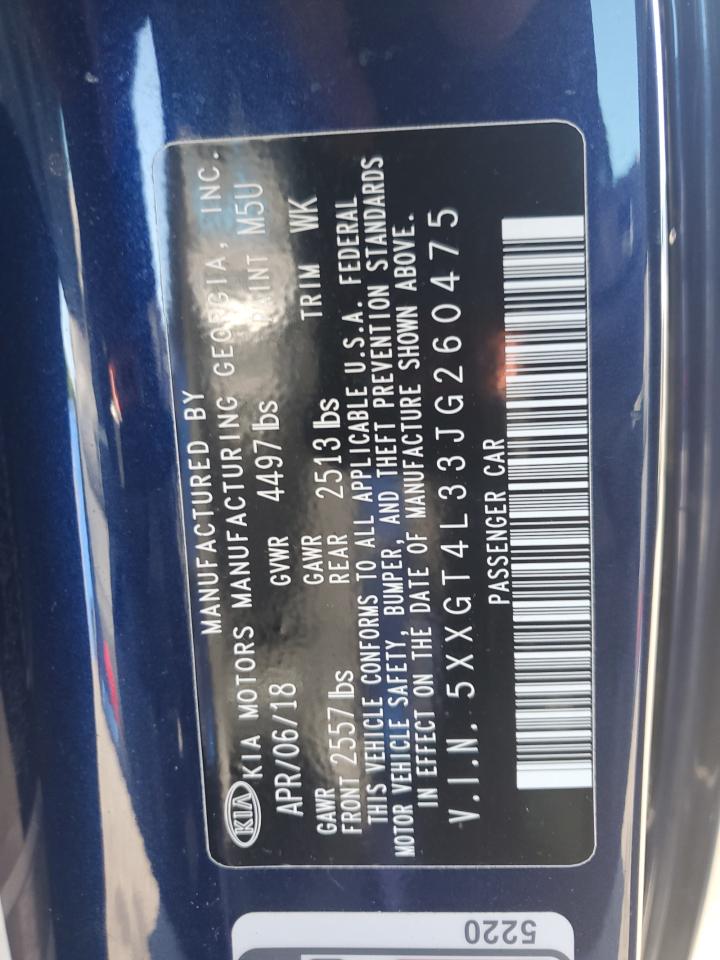 KIA
MANUFACTURED BY
KIA MOTORS MANUFACTURING GEORGIA, INC.
APR/06/18 GVWR 4497 lbs PAINT M5U
GAWR FRONT 2557 lbs GAWR REAR 2513 lbs TRIM WK
THIS VEHICLE CONFORMS TO ALL APPLICABLE U.S.A. FEDERAL
MOTOR VEHICLE SAFETY, BUMPER, AND THEFT PREVENTION STANDARDS
IN EFFECT ON THE DATE OF MANUFACTURE SHOWN ABOVE.
V.I.N. 5XXGT4L33JG260475
PASSENGER CAR
5220